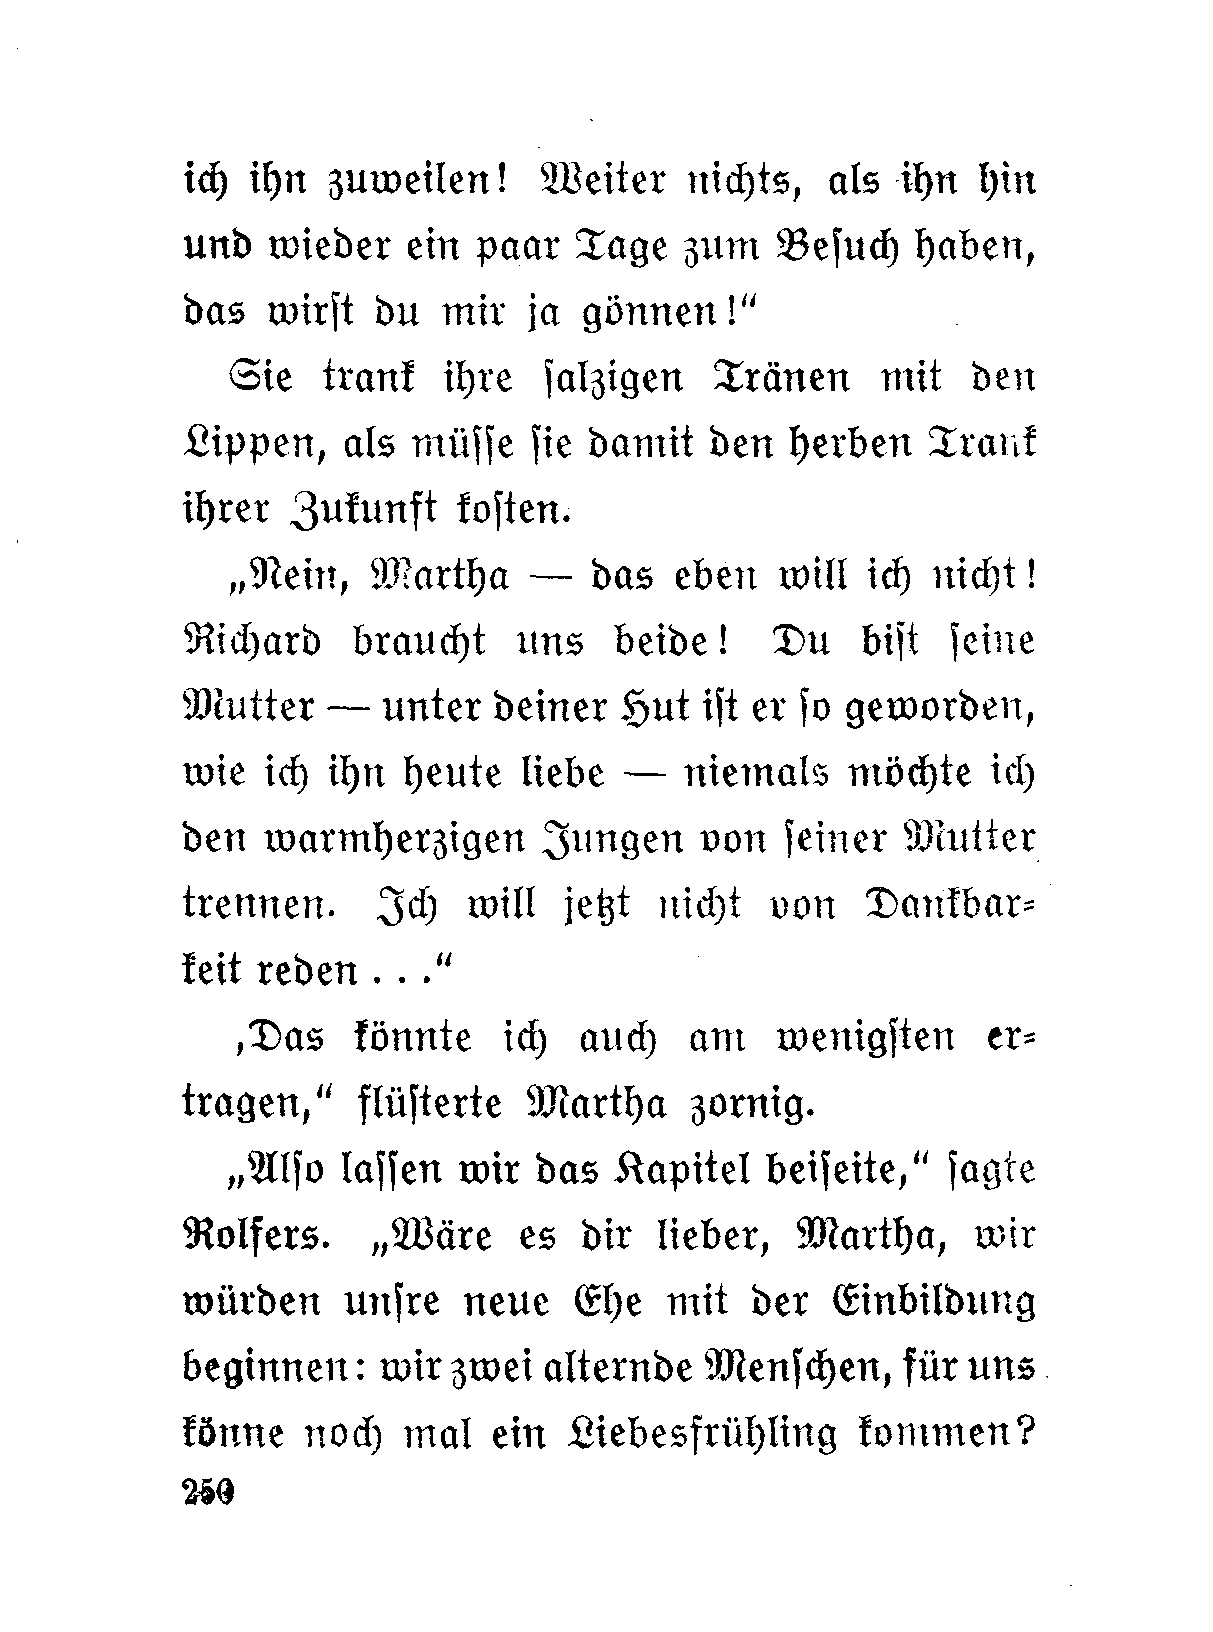 ich ihn zuweilen! Weiter nichts, als ihn hin
und wieder ein paar Tage zum Beſuch haben,
das wirſt du mir ja gönnen!“
Sie trank ihre ſalzigen Tränen mit den
Lippen, als müſſe ſie damit den herben Trank
ihrer Zukunft koſten.
„Nein, Martha — das eben will ich nicht!
Richard braucht uns beide! Du biſt ſeine
Mutter — unter deiner Hut iſt er ſo geworden,
wie ich ihn heute liebe — niemals möchte ich
den warmherzigen Jungen von ſeiner Mutter
trennen. Ich will jetzt nicht von Dankbar⸗
keit reden . . .“
‚Das könnte ich auch am wenigſten er⸗
tragen,“ flüſterte Martha zornig.
„Alſo laſſen wir das Kapitel beiſeite,“ ſagte
Rolfers. „Wäre es dir lieber, Martha, wir
würden unſre neue Ehe mit der Einbildung
beginnen: wir zwei alternde Menſchen, für uns
könne noch mal ein Liebesfrühling kommen?
250